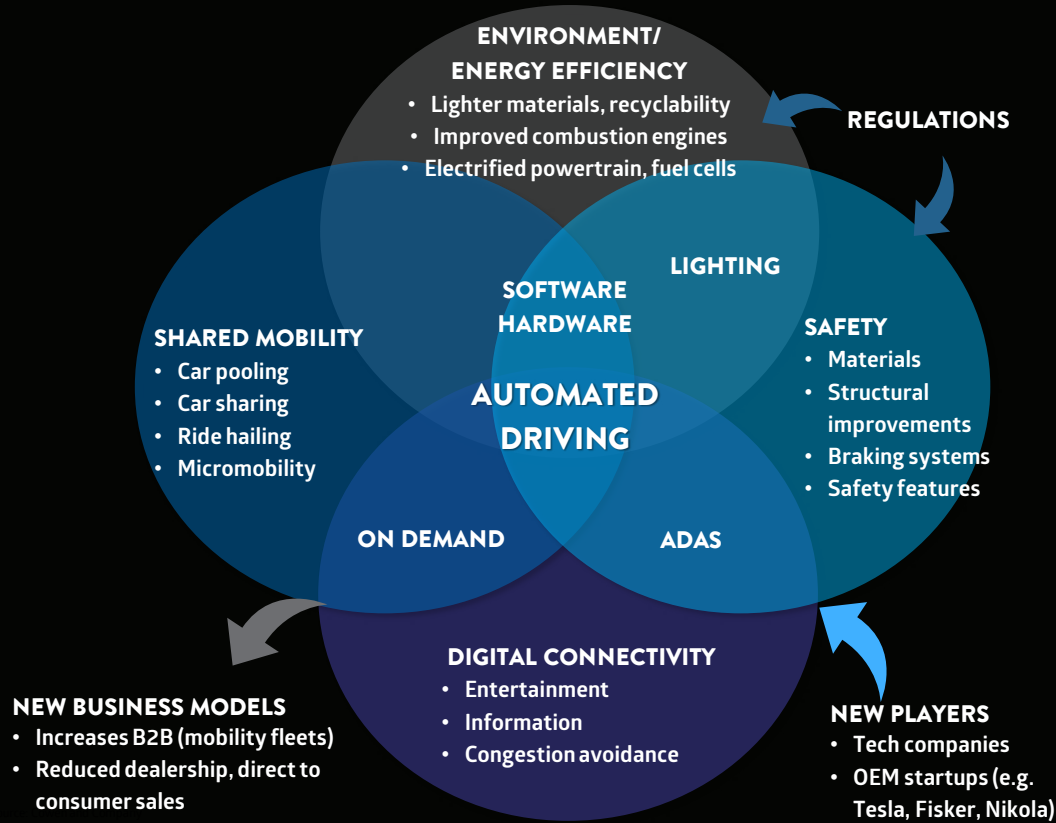 ENVIRONMENT/
ENERGY EFFICIENCY
• Lighter materials, recyclability
• Improved combustion engines
• Electrified powertrain, fuel cells
REGULATIONS
LIGHTING
SOFTWARE
HARDWARE
SHARED MOBILITY
• Car pooling
• Car sharing
• Ride hailing
• Micromobility
SAFETY
• Materials
• Structural
improvements
• Braking systems
• Safety features
AUTOMATED
DRIVING
ON DEMAND
ADAS
DIGITAL CONNECTIVITY
• Entertainment
• Information
• Congestion avoidance
NEW BUSINESS MODELS
• Increases B2B (mobility fleets)
• Reduced dealership, direct to
consumer sales
NEW PLAYERS
• Tech companies
• OEM startups (e.g.
Tesla, Fisker, Nikola)